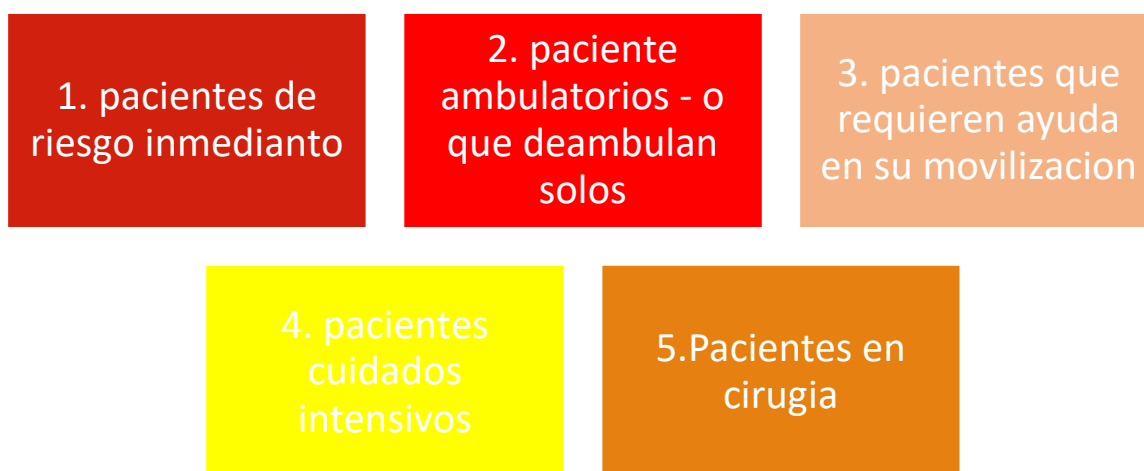 1. pacientes de
riesgo inmedianto
2. paciente
ambulatorios - o
que deambulan
solos
3. pacientes que
requieren ayuda
en su movilizacion
4. pacientes
cuidados
intensivos
5.Pacientes en
cirugia